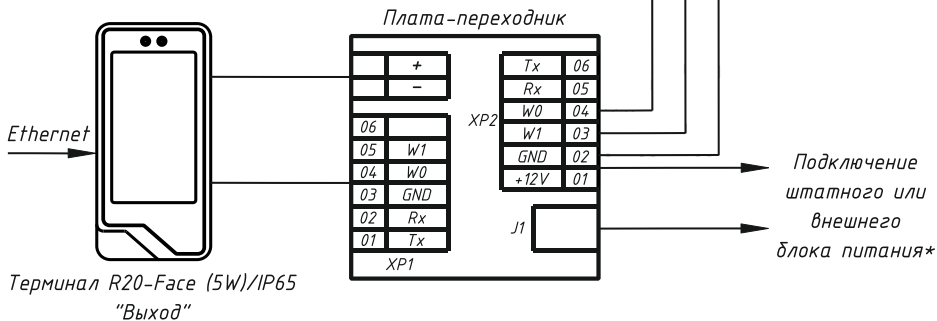 Плата-переходник
+
-
06
05 W1
04 W0
03 GND
02 Rx
01 Tx
XP1
XP2
Tx 06
Rx 05
W0 04
W1 03
GND 02
+12V 01
J1
Ethernet
Подключение
штатного или
внешнего
блока питания*
Терминал R20-Face (5W)/IP65
"Выход"